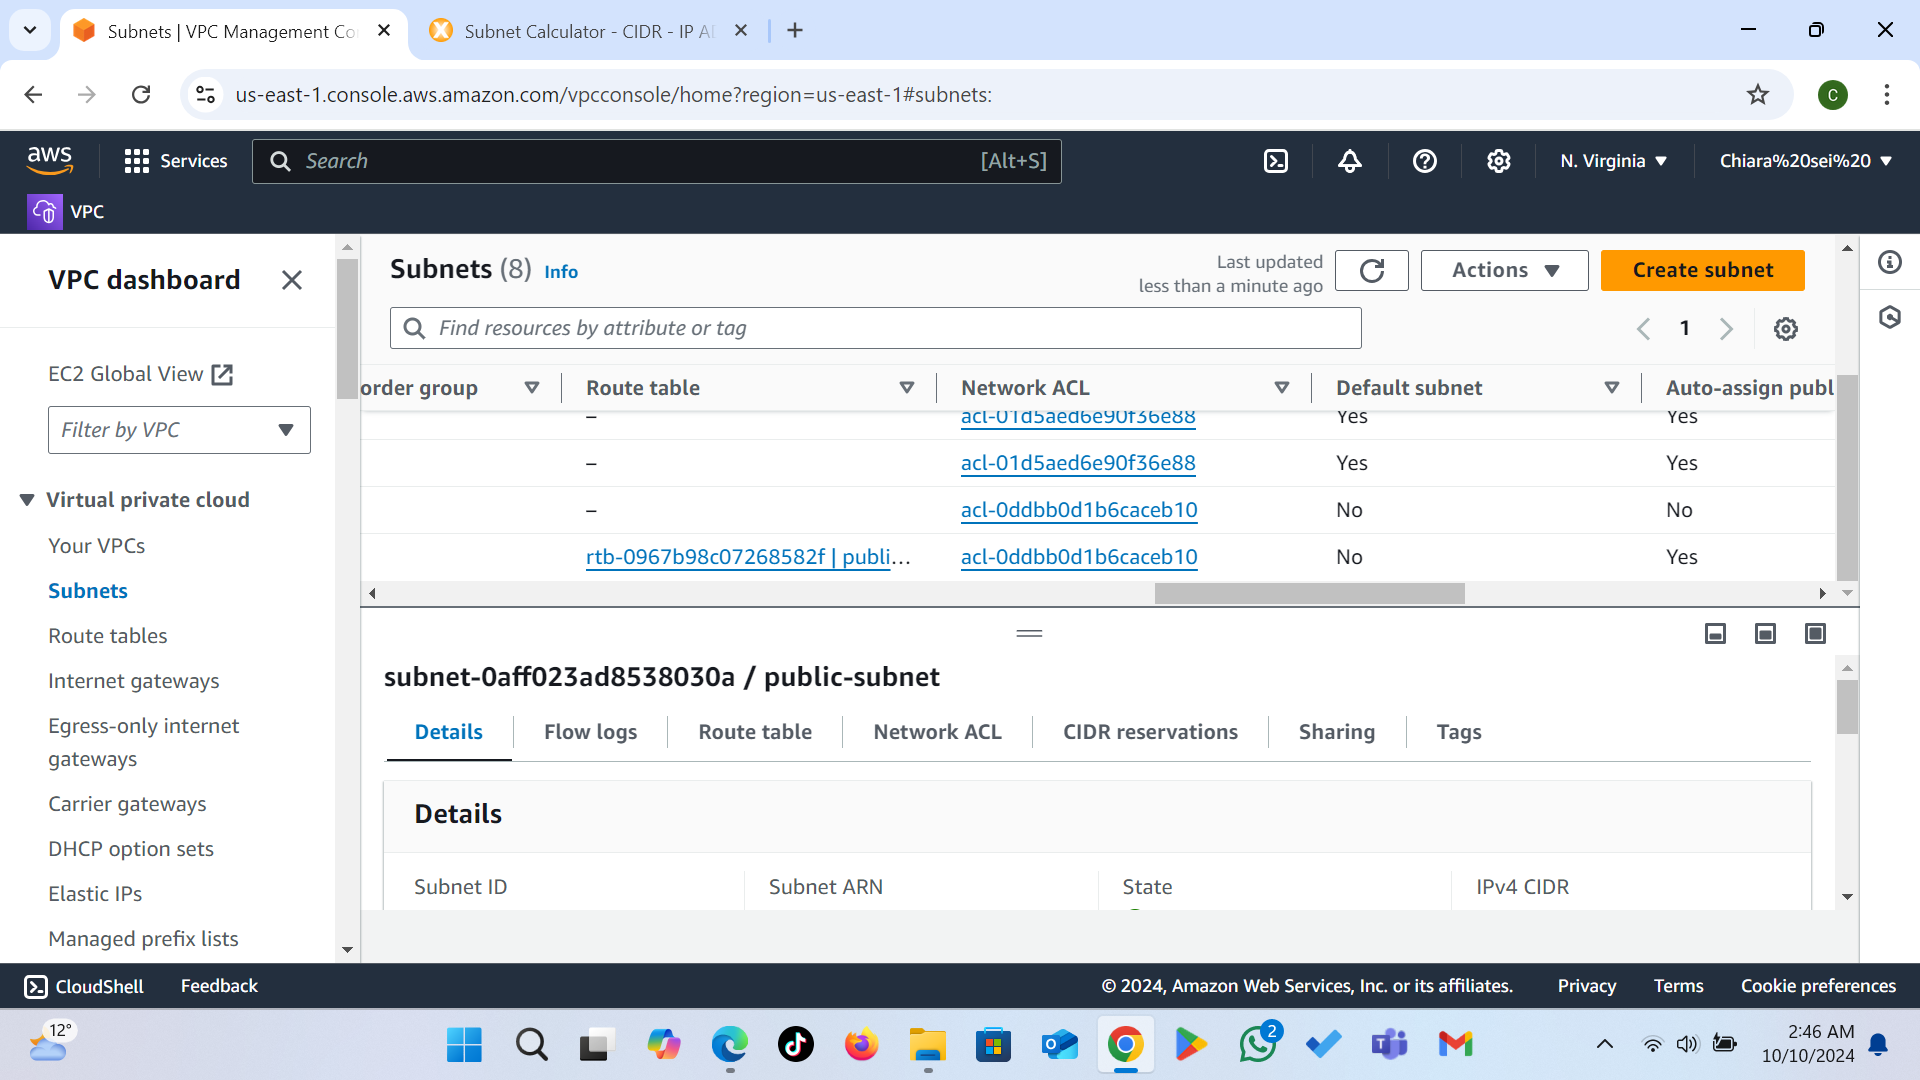 Subnets | VPC Management Co
Subnet Calculator - CIDR - IP A
us-east-1.console.aws.amazon.com/vpcconsole/home?region=us-east-1#subnets:
C
aws
Services
Search
[Alt+S]
N. Virginia
Chiara%20sei%20
VPC
VPC dashboard
EC2 Global View
Filter by VPC
Virtual private cloud
Your VPCs
Subnets
Route tables
Internet gateways
Egress-only internet
gateways
Carrier gateways
DHCP option sets
Elastic IPs
Managed prefix lists
Subnets (8) Info
Last updated
less than a minute ago
Actions
Create subnet
Find resources by attribute or tag
1
order group
Route table
Network ACL
Default subnet
Auto-assign publ
– acl-01d5aed6e90f36e88 Yes Yes
– acl-01d5aed6e90f36e88 Yes Yes
– acl-0ddbb0d1b6caceb10 No No
rtb-0967b98c07268582f | publi… acl-0ddbb0d1b6caceb10 No Yes
subnet-0aff023ad8538030a / public-subnet
Details
Flow logs
Route table
Network ACL
CIDR reservations
Sharing
Tags
Details
Subnet ID
Subnet ARN
State
IPv4 CIDR
CloudShell
Feedback
© 2024, Amazon Web Services, Inc. or its affiliates.
Privacy
Terms
Cookie preferences
12°
2
2:46 AM
10/10/2024